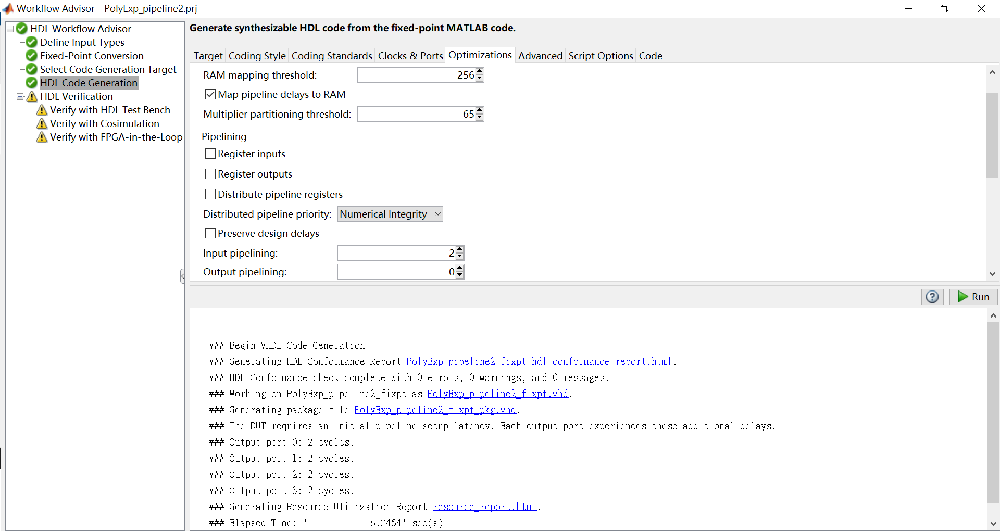 Workflow Advisor - PolyExp_pipeline2.prj
HDL Workflow Advisor
Define Input Types
Fixed-Point Conversion
Select Code Generation Target
HDL Code Generation
HDL Verification
Verify with HDL Test Bench
Verify with Cosimulation
Verify with FPGA-in-the-Loop
Generate synthesizable HDL code from the fixed-point MATLAB code.
Target Coding Style Coding Standards Clocks & Ports Optimizations Advanced Script Options Code
RAM mapping threshold: 256
Map pipeline delays to RAM
Multiplier partitioning threshold: 65
Pipelining
Register inputs
Register outputs
Distribute pipeline registers
Distributed pipeline priority: Numerical Integrity
Preserve design delays
Input pipelining: 2
Output pipelining: 0
? Run
### Begin VHDL Code Generation
### Generating HDL Conformance Report PolyExp_pipeline2_fixpt_hdl_conformance_report.html.
### HDL Conformance check complete with 0 errors, 0 warnings, and 0 messages.
### Working on PolyExp_pipeline2_fixpt as PolyExp_pipeline2_fixpt.vhd.
### Generating package file PolyExp_pipeline2_fixpt_pkg.vhd.
### The DUT requires an initial pipeline setup latency. Each output port experiences these additional delays.
### Output port 0: 2 cycles.
### Output port 1: 2 cycles.
### Output port 2: 2 cycles.
### Output port 3: 2 cycles.
### Generating Resource Utilization Report resource_report.html.
### Elapsed Time: ' 6.3454' sec(s)